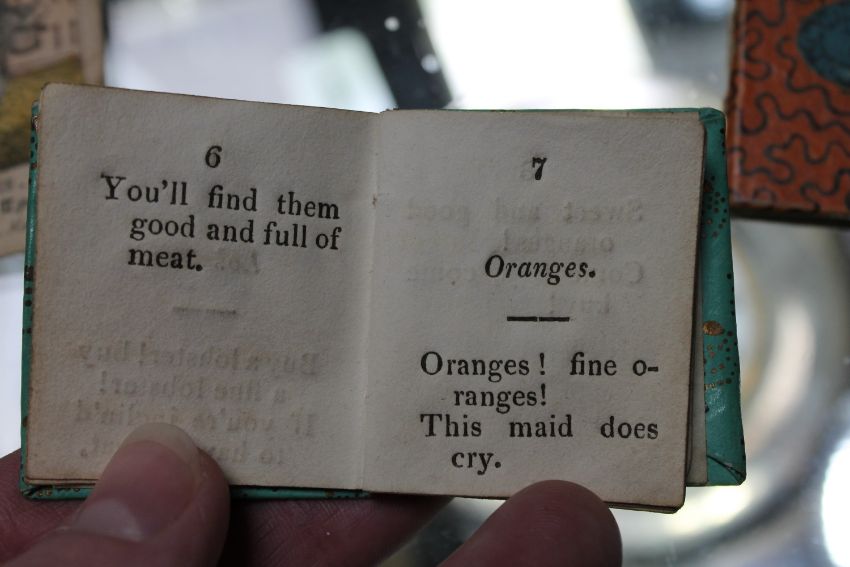 6
You'll find them
good and full of
meat.
7
Oranges.
Oranges! fine o-
ranges!
This maid does
cry.